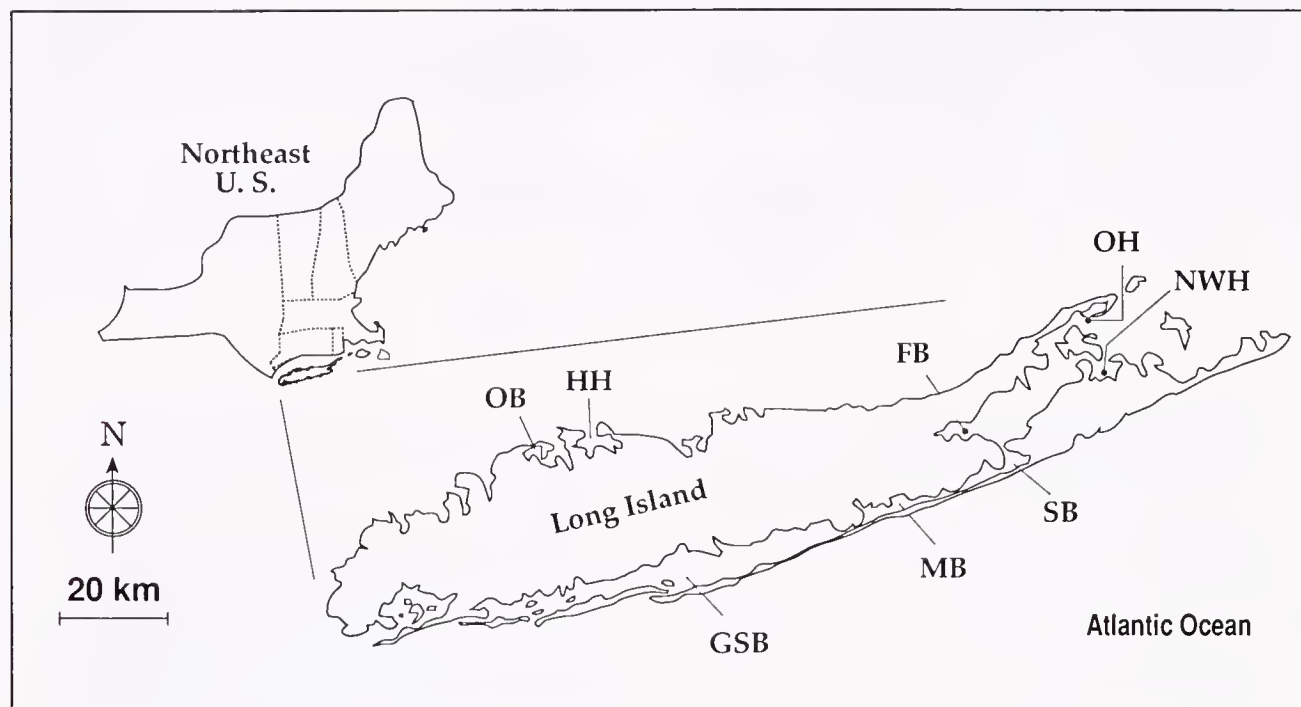 Northeast
U. S.
OH
NWH
FB
HH
OB
N
Long Island
SB
20 km
MB
GSB
Atlantic Ocean